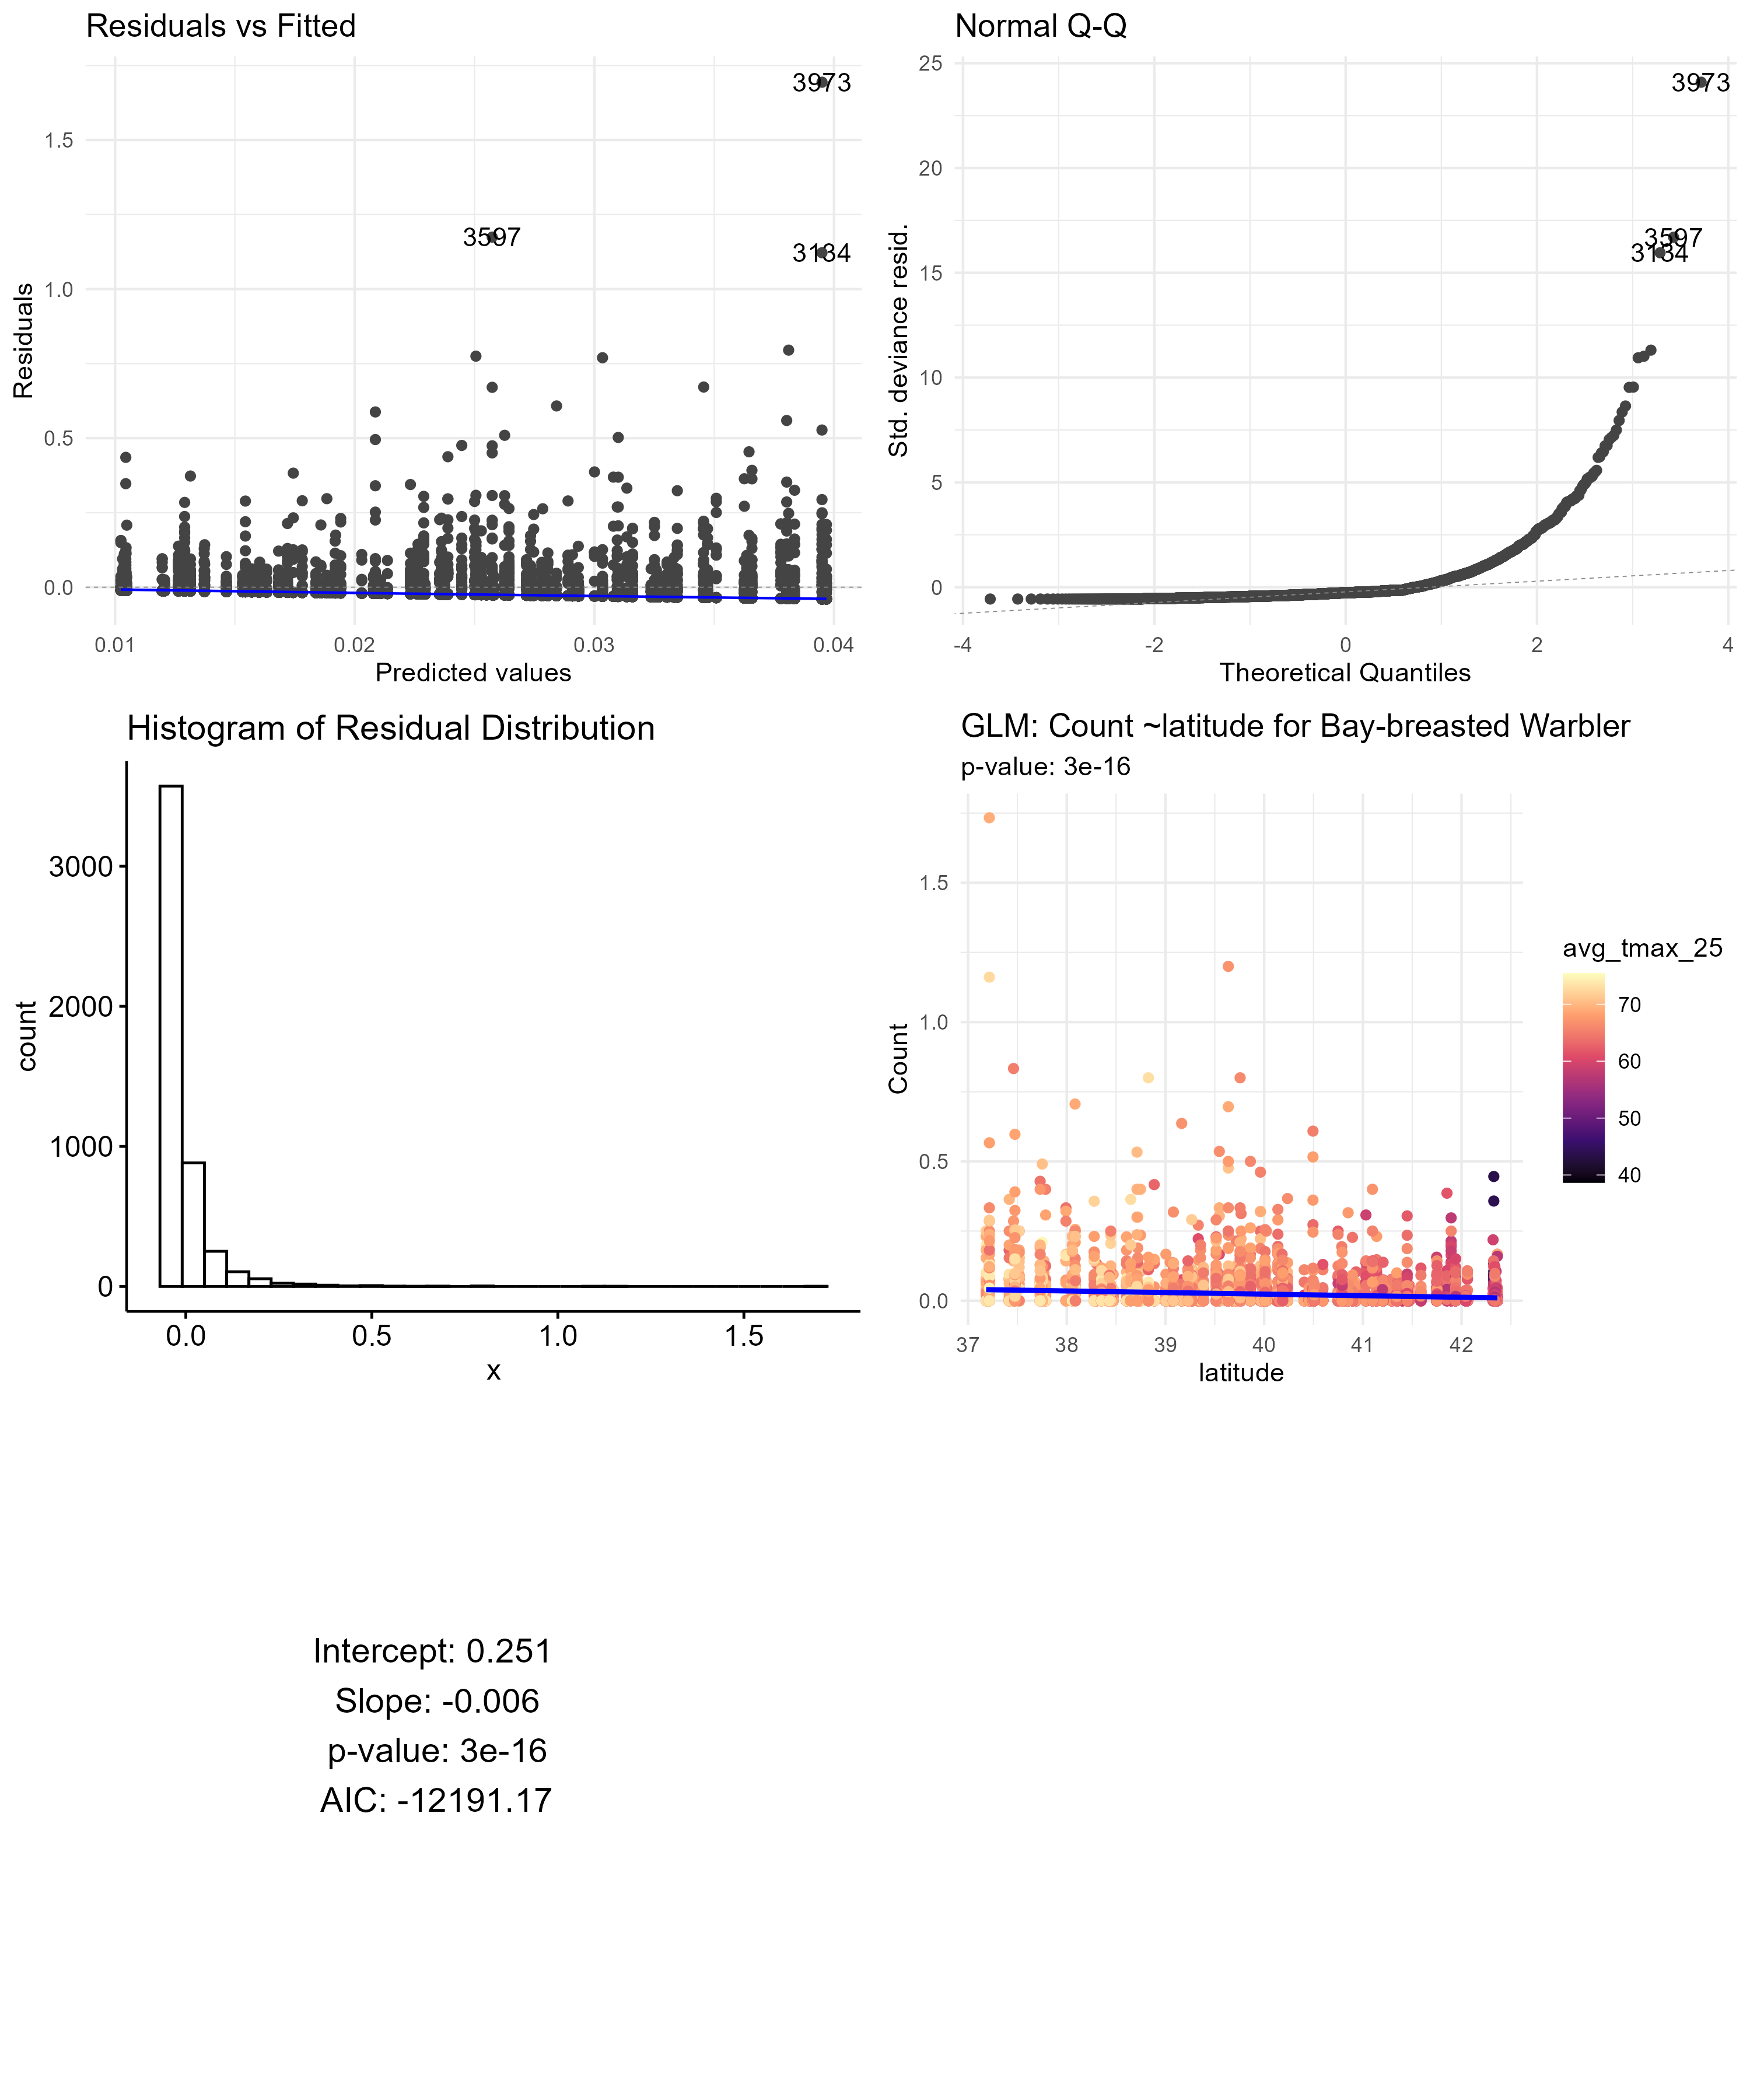 Residuals vs Fitted
3973
3597
3134
1.5
1.0
0.5
0.0
Residuals
0.01 0.02 0.03 0.04
Predicted values
Normal Q-Q
3973
3597
3134
25
20
15
10
5
0
Std. deviance resid.
-4 -2 0 2 4
Theoretical Quantiles
Histogram of Residual Distribution
3000
2000
1000
0
count
0.0 0.5 1.0 1.5
x
GLM: Count ~latitude for Bay-breasted Warbler
p-value: 3e-16
1.5
1.0
0.5
0.0
Count
37 38 39 40 41 42
latitude
avg_tmax_25
70
60
50
40
Intercept: 0.251
Slope: -0.006
p-value: 3e-16
AIC: -12191.17